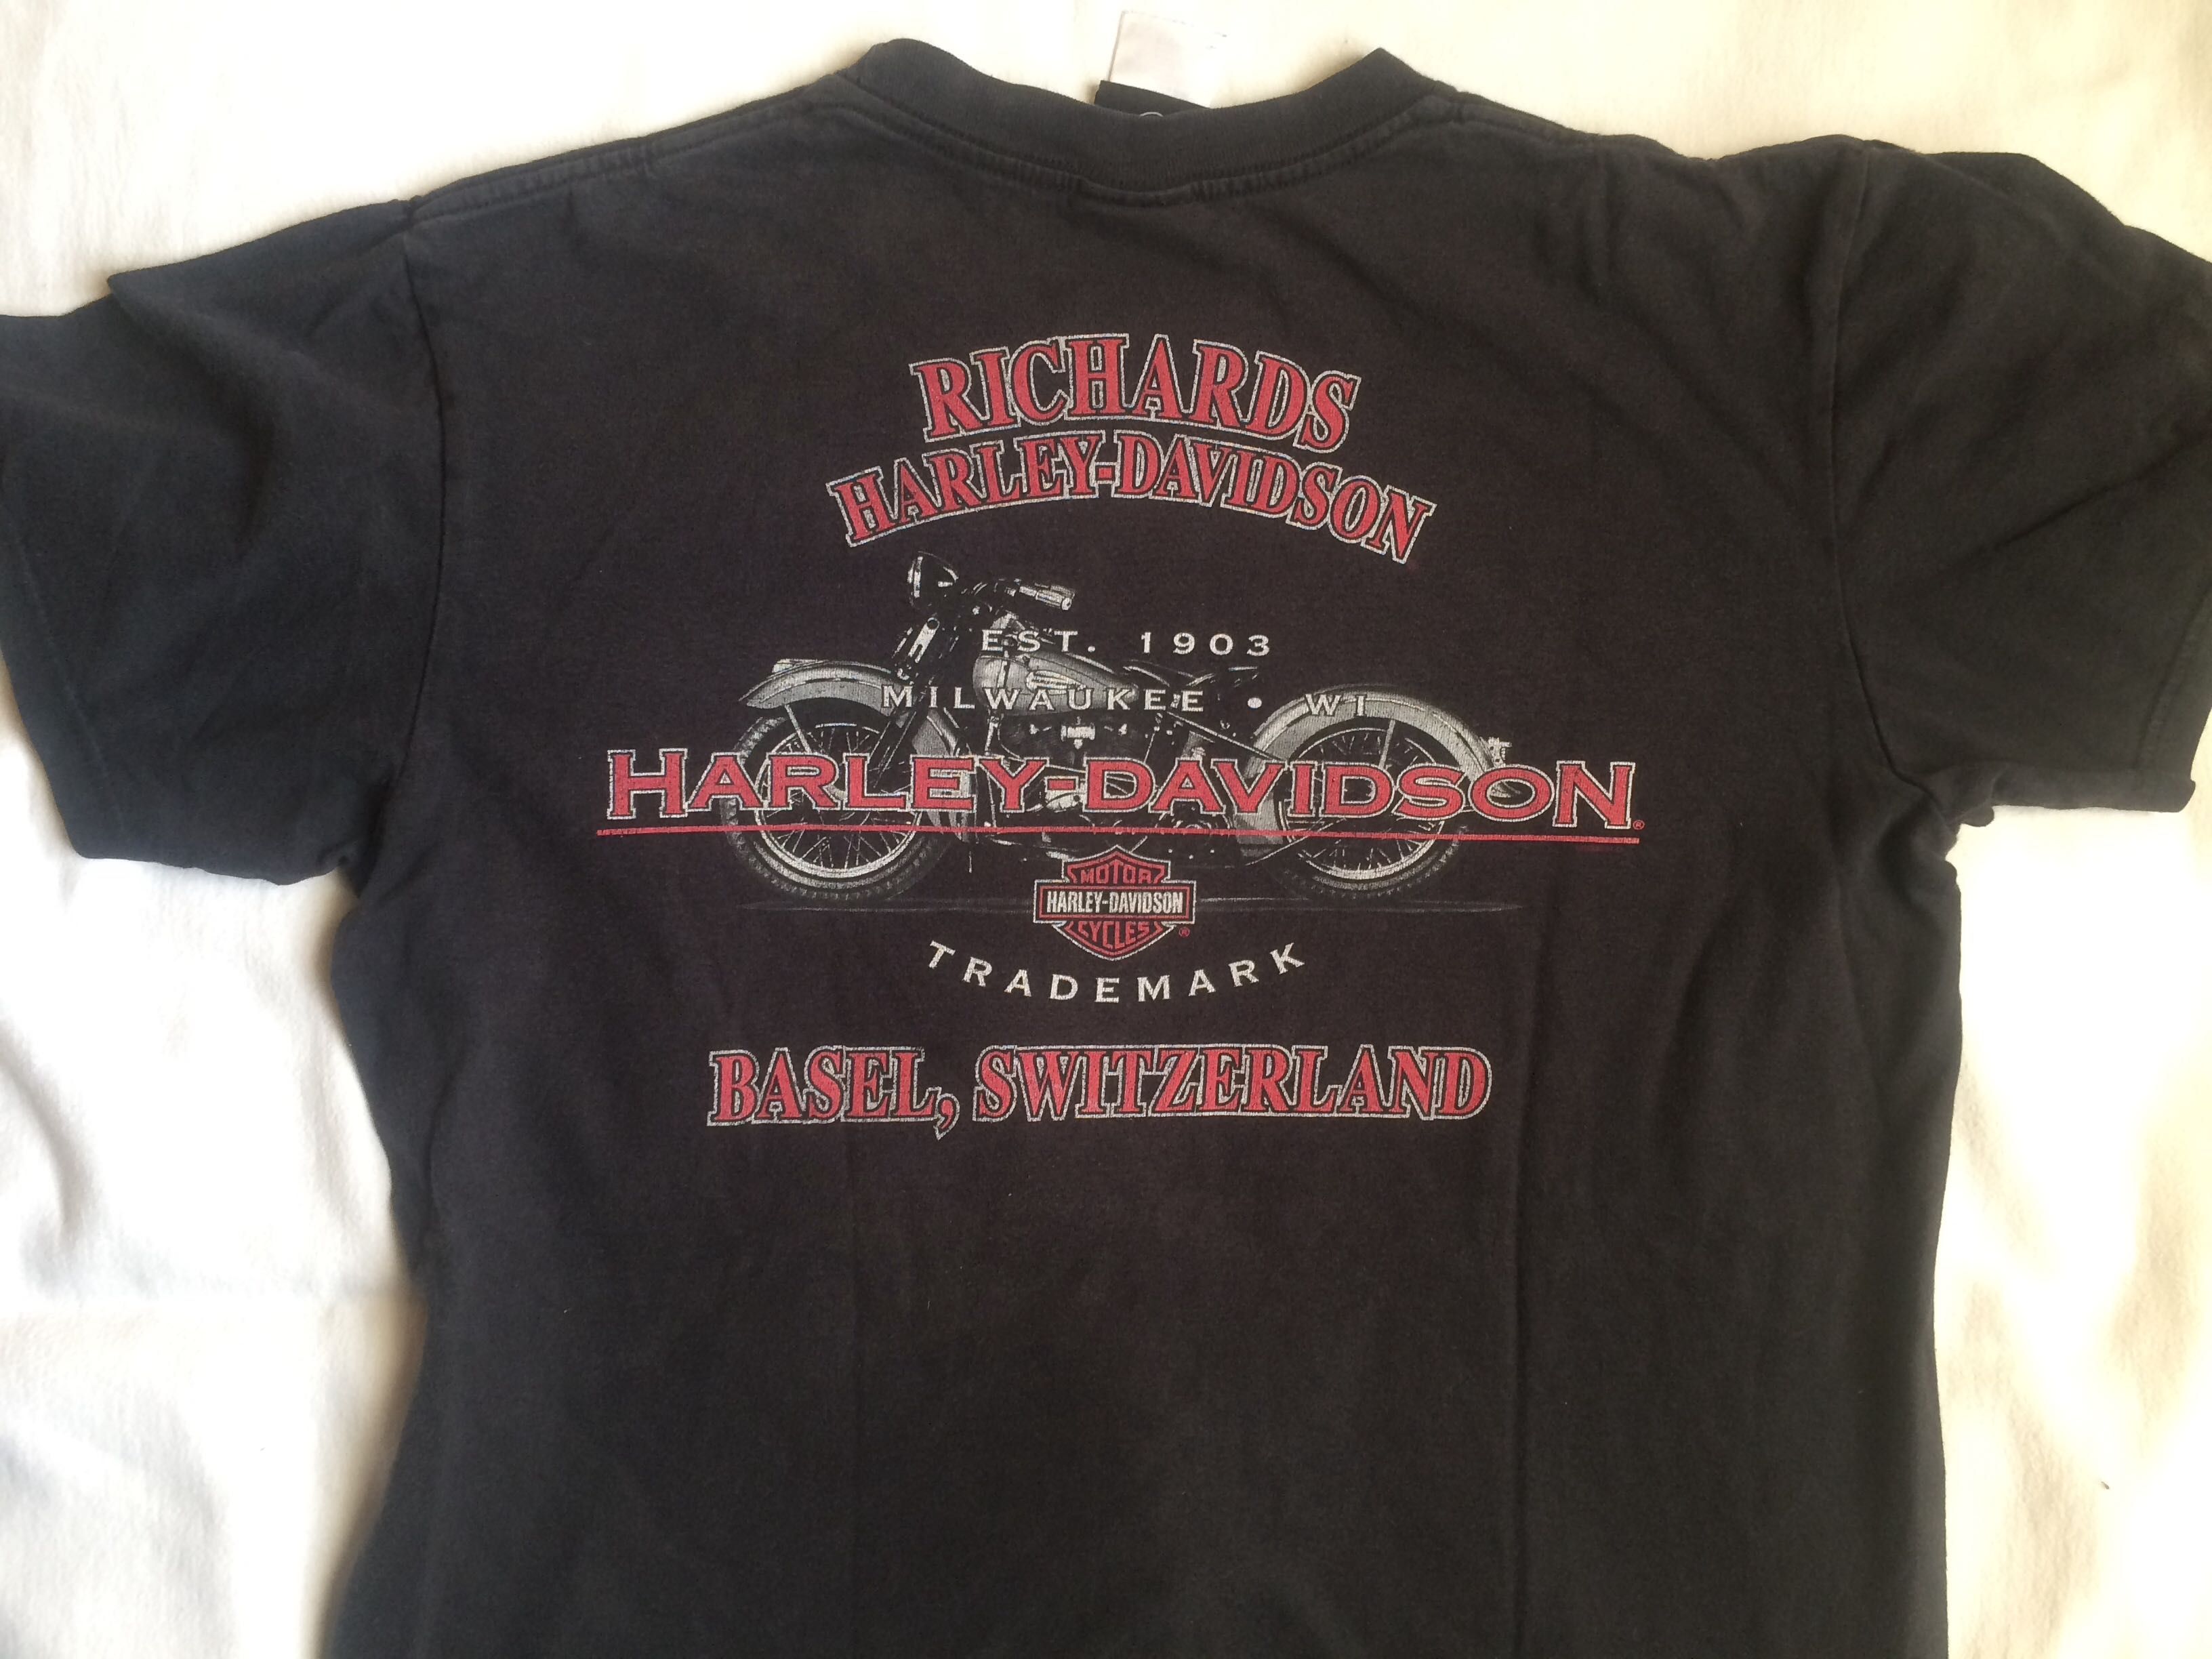 RICHARDS
HARLEY-DAVIDSON
EST. 1903
MILWAUKEE • WI
HARLEY-DAVIDSON®
MOTOR
HARLEY-DAVIDSON
CYCLES®
TRADEMARK
BASEL, SWITZERLAND